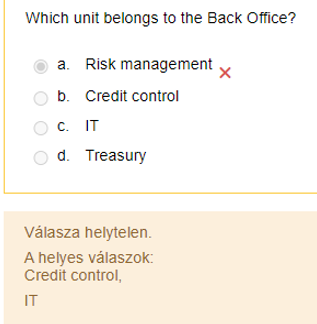 Which unit belongs to the Back Office?
a. Risk management
b. Credit control
c. IT
d. Treasury
Válasza helytelen.
A helyes válaszok:
Credit control,
IT